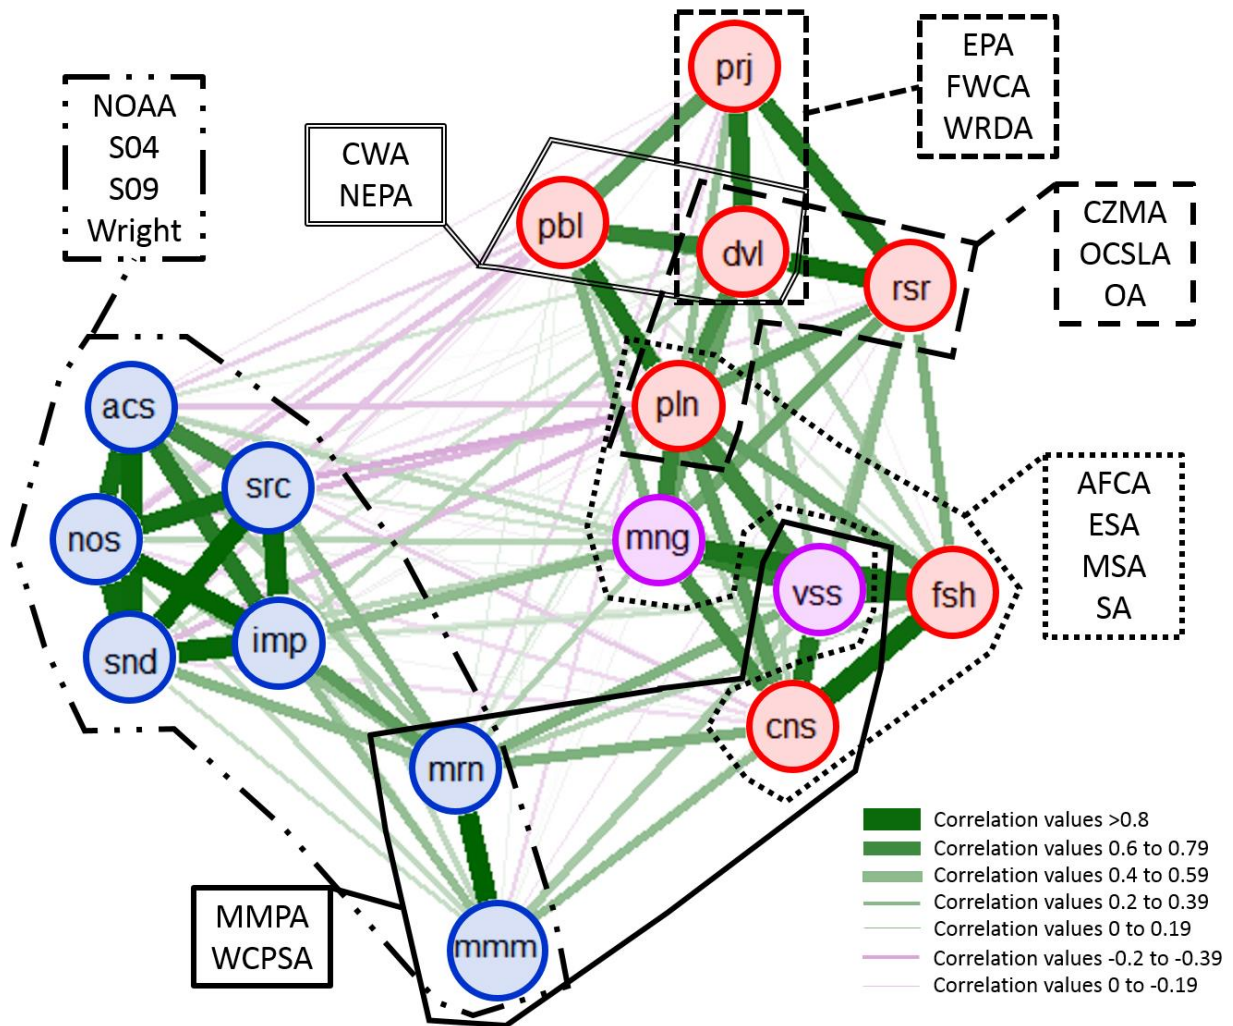 prj
EPA
FWCA
WRDA
NOAA
S04
S09
Wright
CWA
NEPA
pbl
dvl
rsr
CZMA
OCSLA
OA
acs
pln
src
nos
mng
vss
fsh
AFCA
ESA
MSA
SA
snd
imp
cns
mrn
mmm
MMPA
WCPSA
Correlation values >0.8
Correlation values 0.6 to 0.79
Correlation values 0.4 to 0.59
Correlation values 0.2 to 0.39
Correlation values 0 to 0.19
Correlation values -0.2 to -0.39
Correlation values 0 to -0.19